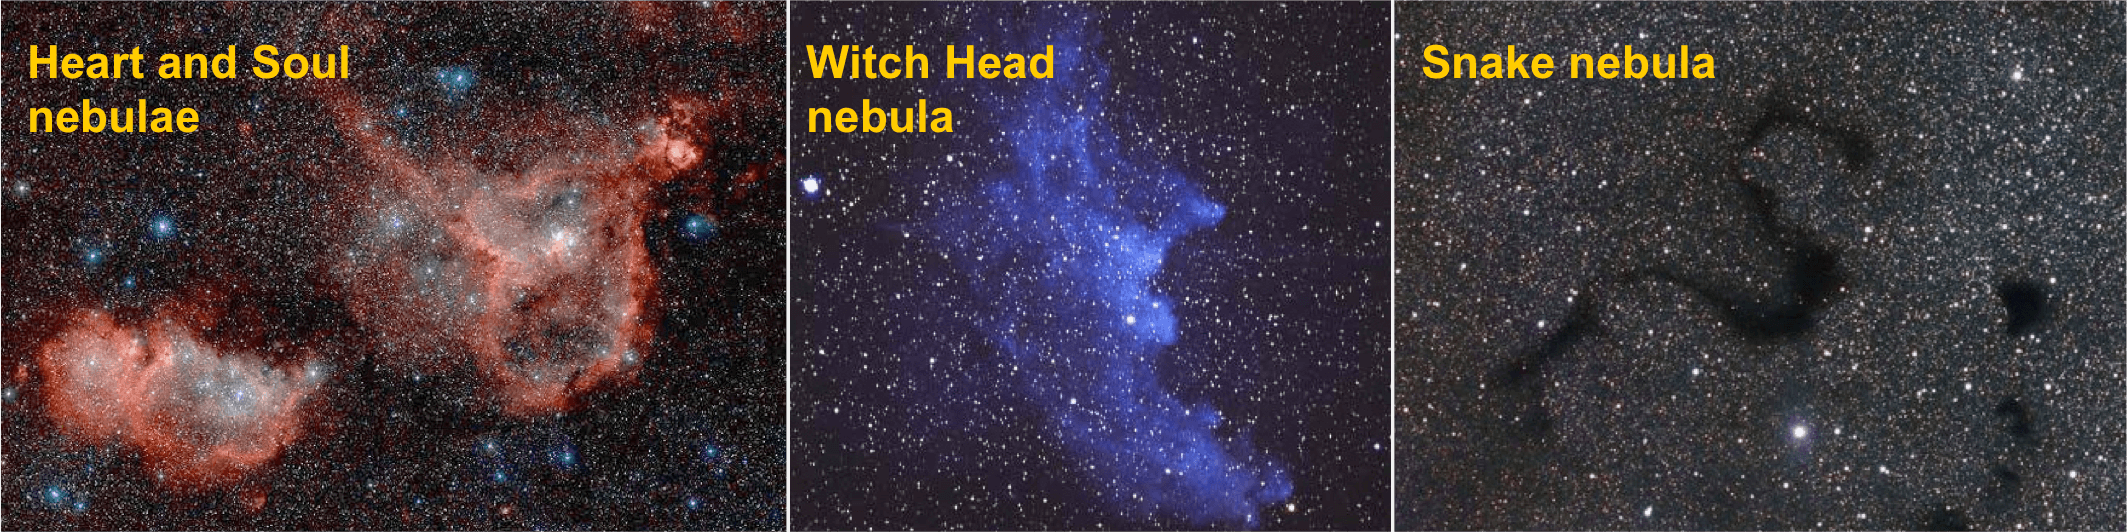 Heart and Soul
nebulae
Witch Head
nebula
Snake nebula